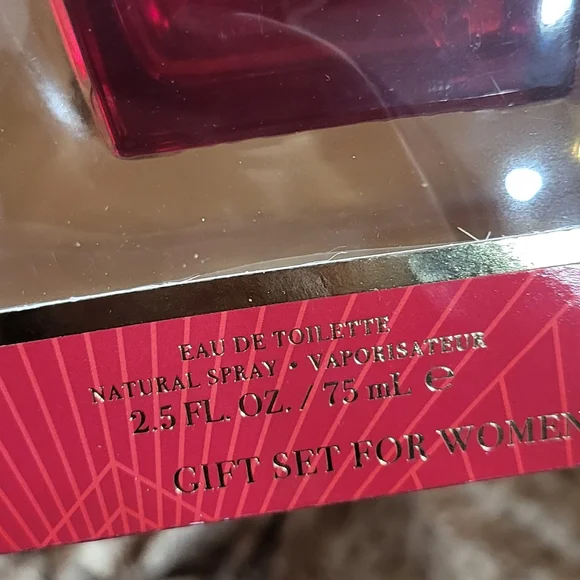 EAU DE TOILETTE
NATURAL SPRAY • VAPORISATEUR
2.5 FL. OZ. / 75 mL ℮
GIFT SET FOR WOMEN